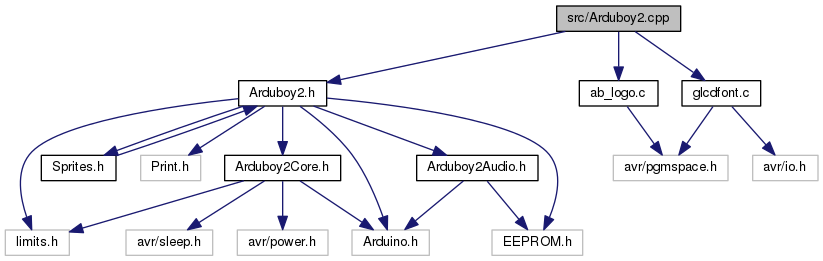 src/Arduboy2.cpp
Arduboy2.h
ab_logo.c
glcdfont.c
Sprites.h
Print.h
Arduboy2Core.h
Arduboy2Audio.h
avr/pgmspace.h
avr/io.h
limits.h
avr/sleep.h
avr/power.h
Arduino.h
EEPROM.h